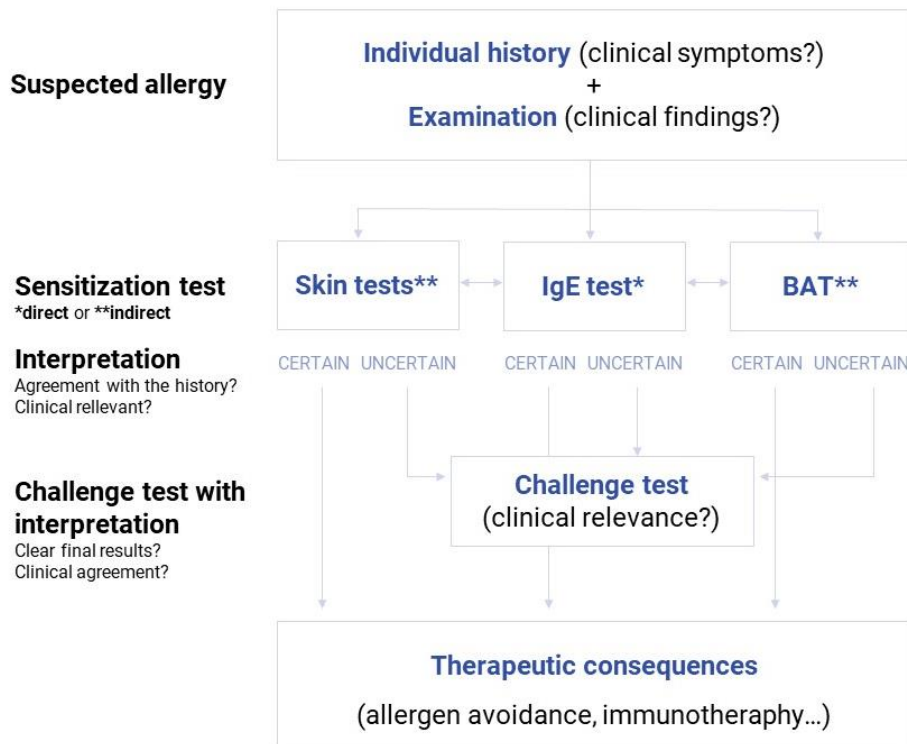 Suspected allergy
Individual history (clinical symptoms?)
+
Examination (clinical findings?)
Sensitization test
*direct or **indirect
Skin tests**
IgE test*
BAT**
Interpretation
Agreement with the history?
Clinical rellevant?
CERTAIN UNCERTAIN
CERTAIN UNCERTAIN
CERTAIN UNCERTAIN
Challenge test with
interpretation
Clear final results?
Clinical agreement?
Challenge test
(clinical relevance?)
Therapeutic consequences
(allergen avoidance, immunotheraphy...)